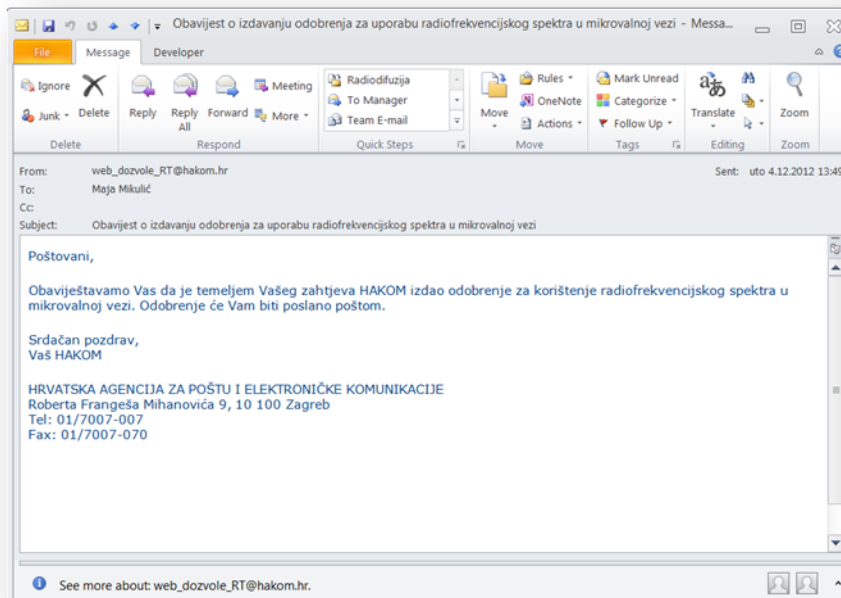 Obavijest o izdavanju odobrenja za uporabu radiofrekvencijskog spektra u mikrovalnoj vezi - Messa...
File Message Developer
Ignore
Junk
Delete
Reply
Reply All
Forward
Meeting
More
Radiodifuzija
To Manager
Team E-mail
Move
Rules
OneNote
Actions
Mark Unread
Categorize
Follow Up
Translate
Zoom
Delete Respond Quick Steps Move Tags Editing Zoom
From: web_dozvole_RT@hakom.hr Sent: uto 4.12.2012 13:49
To: Maja Mikulić
Cc:
Subject: Obavijest o izdavanju odobrenja za uporabu radiofrekvencijskog spektra u mikrovalnoj vezi
Poštovani,
Obaviještavamo Vas da je temeljem Vašeg zahtjeva HAKOM izdao odobrenje za korištenje radiofrekvencijskog spektra u
mikrovalnoj vezi. Odobrenje će Vam biti poslano poštom.
Srdačan pozdrav,
Vaš HAKOM
HRVATSKA AGENCIJA ZA POŠTU I ELEKTRONIČKE KOMUNIKACIJE
Roberta Frangeša Mihanovića 9, 10 100 Zagreb
Tel: 01/7007-007
Fax: 01/7007-070
See more about: web_dozvole_RT@hakom.hr.